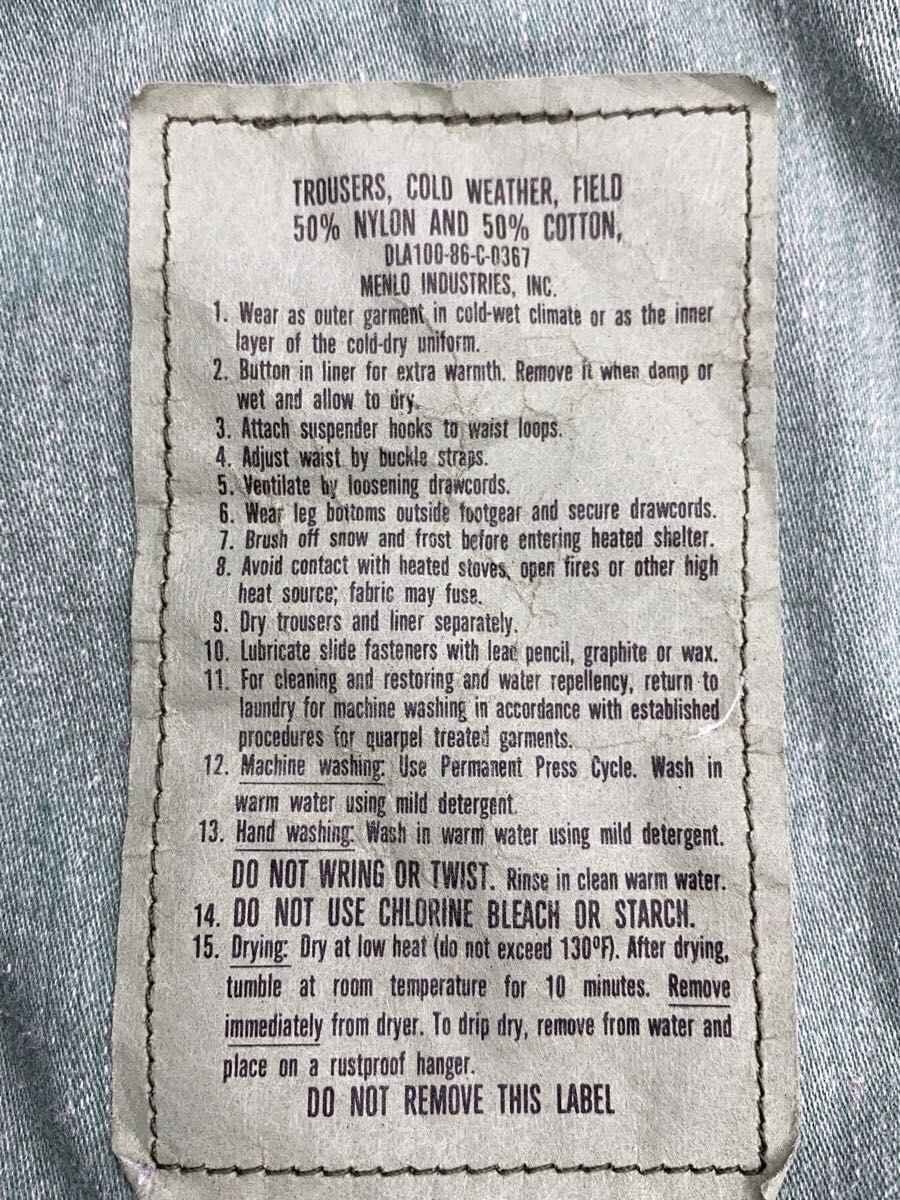 TROUSERS, COLD WEATHER, FIELD
50% NYLON AND 50% COTTON,
DLA100-86-C-0367
MENLO INDUSTRIES, INC.
1. Wear as outer garment in cold-wet climate or as the inner
layer of the cold-dry uniform.
2. Button in liner for extra warmth. Remove it when damp or
wet and allow to dry.
3. Attach suspender hooks to waist loops.
4. Adjust waist by buckle straps.
5. Ventilate by loosening drawcords.
6. Wear leg bottoms outside footgear and secure drawcords.
7. Brush off snow and frost before entering heated shelter.
8. Avoid contact with heated stoves, open fires or other high
heat source; fabric may fuse.
9. Dry trousers and liner separately.
10. Lubricate slide fasteners with lead pencil, graphite or wax.
11. For cleaning and restoring and water repellency, return to
laundry for machine washing in accordance with established
procedures for quarpel treated garments.
12. Machine washing: Use Permanent Press Cycle. Wash in
warm water using mild detergent.
13. Hand washing: Wash in warm water using mild detergent.
DO NOT WRING OR TWIST. Rinse in clean warm water.
14. DO NOT USE CHLORINE BLEACH OR STARCH.
15. Drying: Dry at low heat (do not exceed 130ºF). After drying,
tumble at room temperature for 10 minutes. Remove
immediately from dryer. To drip dry, remove from water and
place on a rustproof hanger.
DO NOT REMOVE THIS LABEL